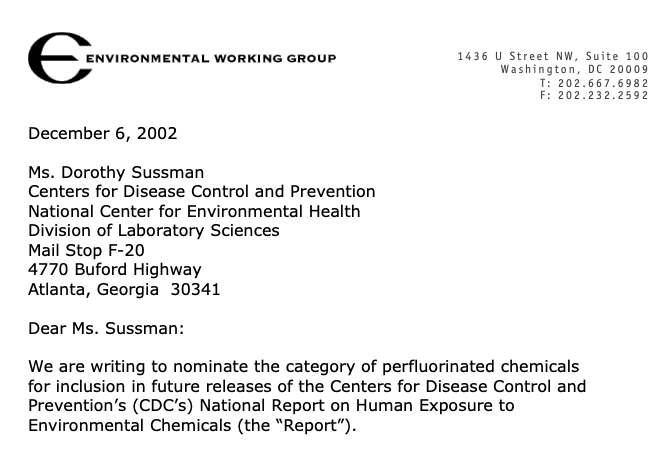 ENVIRONMENTAL WORKING GROUP
1436 U Street NW, Suite 100
Washington, DC 20009
T: 202.667.6982
F: 202.232.2592
December 6, 2002
Ms. Dorothy Sussman
Centers for Disease Control and Prevention
National Center for Environmental Health
Division of Laboratory Sciences
Mail Stop F-20
4770 Buford Highway
Atlanta, Georgia  30341
Dear Ms. Sussman:
We are writing to nominate the category of perfluorinated chemicals
for inclusion in future releases of the Centers for Disease Control and
Prevention’s (CDC’s) National Report on Human Exposure to
Environmental Chemicals (the “Report”).